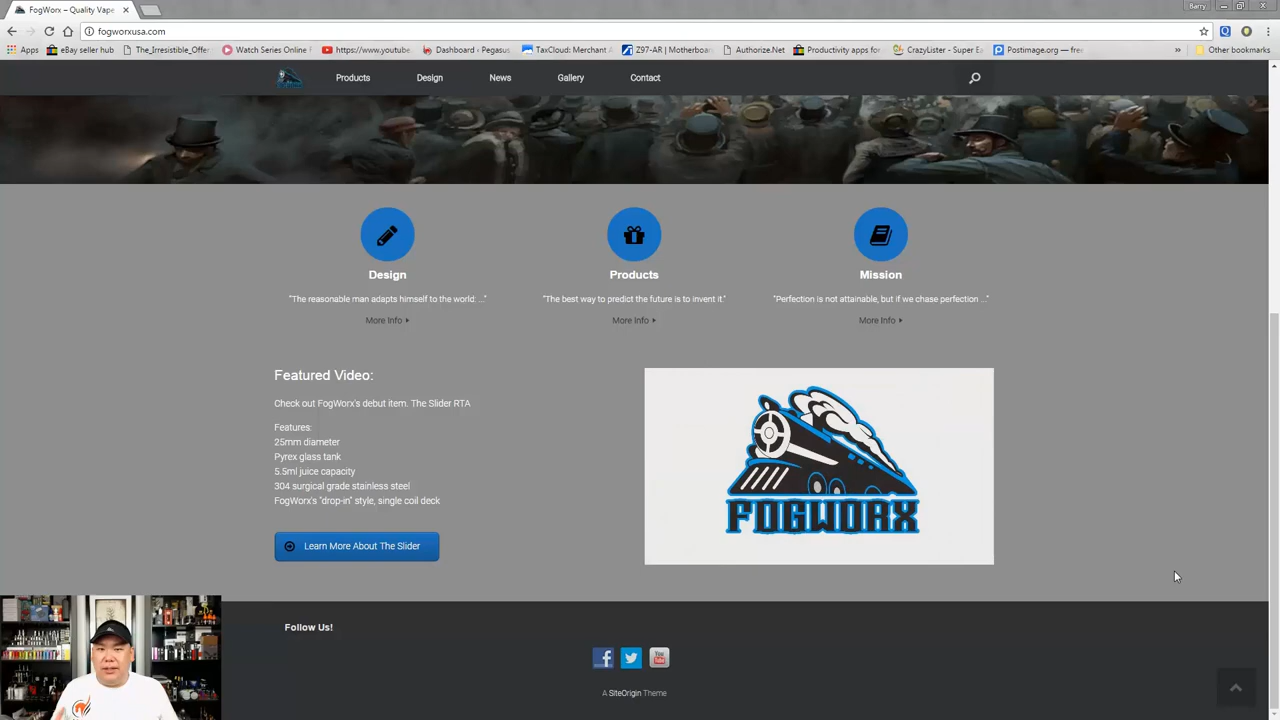 FogWorx – Quality Vape
Barry
fogworxusa.com
Apps
eBay seller hub
The_Irresistible_Offer
Watch Series Online F
https://www.youtube.
Dashboard ‹ Pegasus
TaxCloud: Merchant
Z97-AR | Motherboard
Authorize.Net
Productivity apps fo
CrazyLister - Super Ea
Postimage.org — free
»
Other bookmarks
Products
Design
News
Gallery
Contact
Design
Products
Mission
"The reasonable man adapts himself to the world: ..."
"The best way to predict the future is to invent it."
"Perfection is not attainable, but if we chase perfection ..."
More Info
More Info
More Info
Featured Video:
Check out FogWorx's debut item. The Slider RTA
Features:
25mm diameter
Pyrex glass tank
5.5ml juice capacity
304 surgical grade stainless steel
FogWorx's "drop-in" style, single coil deck
Learn More About The Slider
FOGWORX
Follow Us!
You
A SiteOrigin Theme